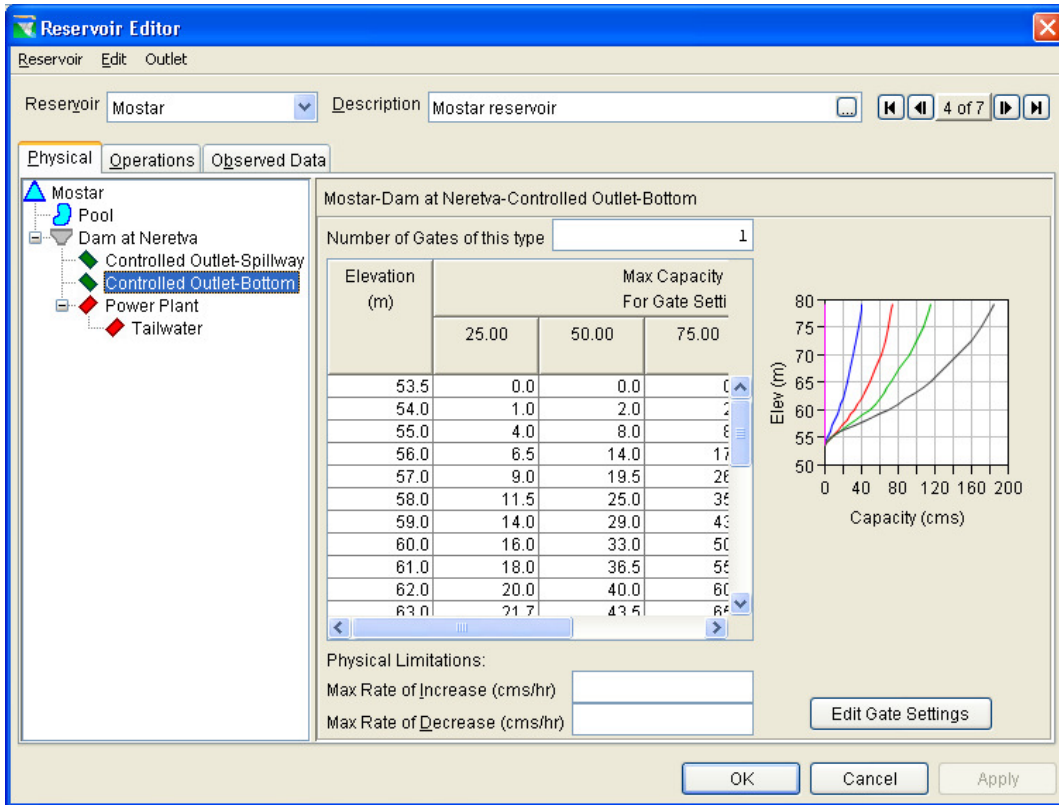 Reservoir Editor
Reservoir Edit Outlet
Reservoir Mostar Description Mostar reservoir ... 4 of 7
Physical Operations Observed Data
Mostar
Pool
Dam at Neretva
Controlled Outlet-Spillway
Controlled Outlet-Bottom
Power Plant
Tailwater
Mostar-Dam at Neretva-Controlled Outlet-Bottom
Number of Gates of this type 1
Elevation (m) Max Capacity
For Gate Setti
25.00 50.00 75.00
53.5 0.0 0.0
54.0 1.0 2.0
55.0 4.0 8.0
56.0 6.5 14.0 17
57.0 9.0 19.5 26
58.0 11.5 25.0 35
59.0 14.0 29.0 43
60.0 16.0 33.0 50
61.0 18.0 36.5 55
62.0 20.0 40.0 60
63.0 21.7 43.5 65
80
75
70
65
60
55
50
Elev (m)
0 40 80 120 160 200
Capacity (cms)
Physical Limitations:
Max Rate of Increase (cms/hr)
Max Rate of Decrease (cms/hr)
Edit Gate Settings
OK Cancel Apply